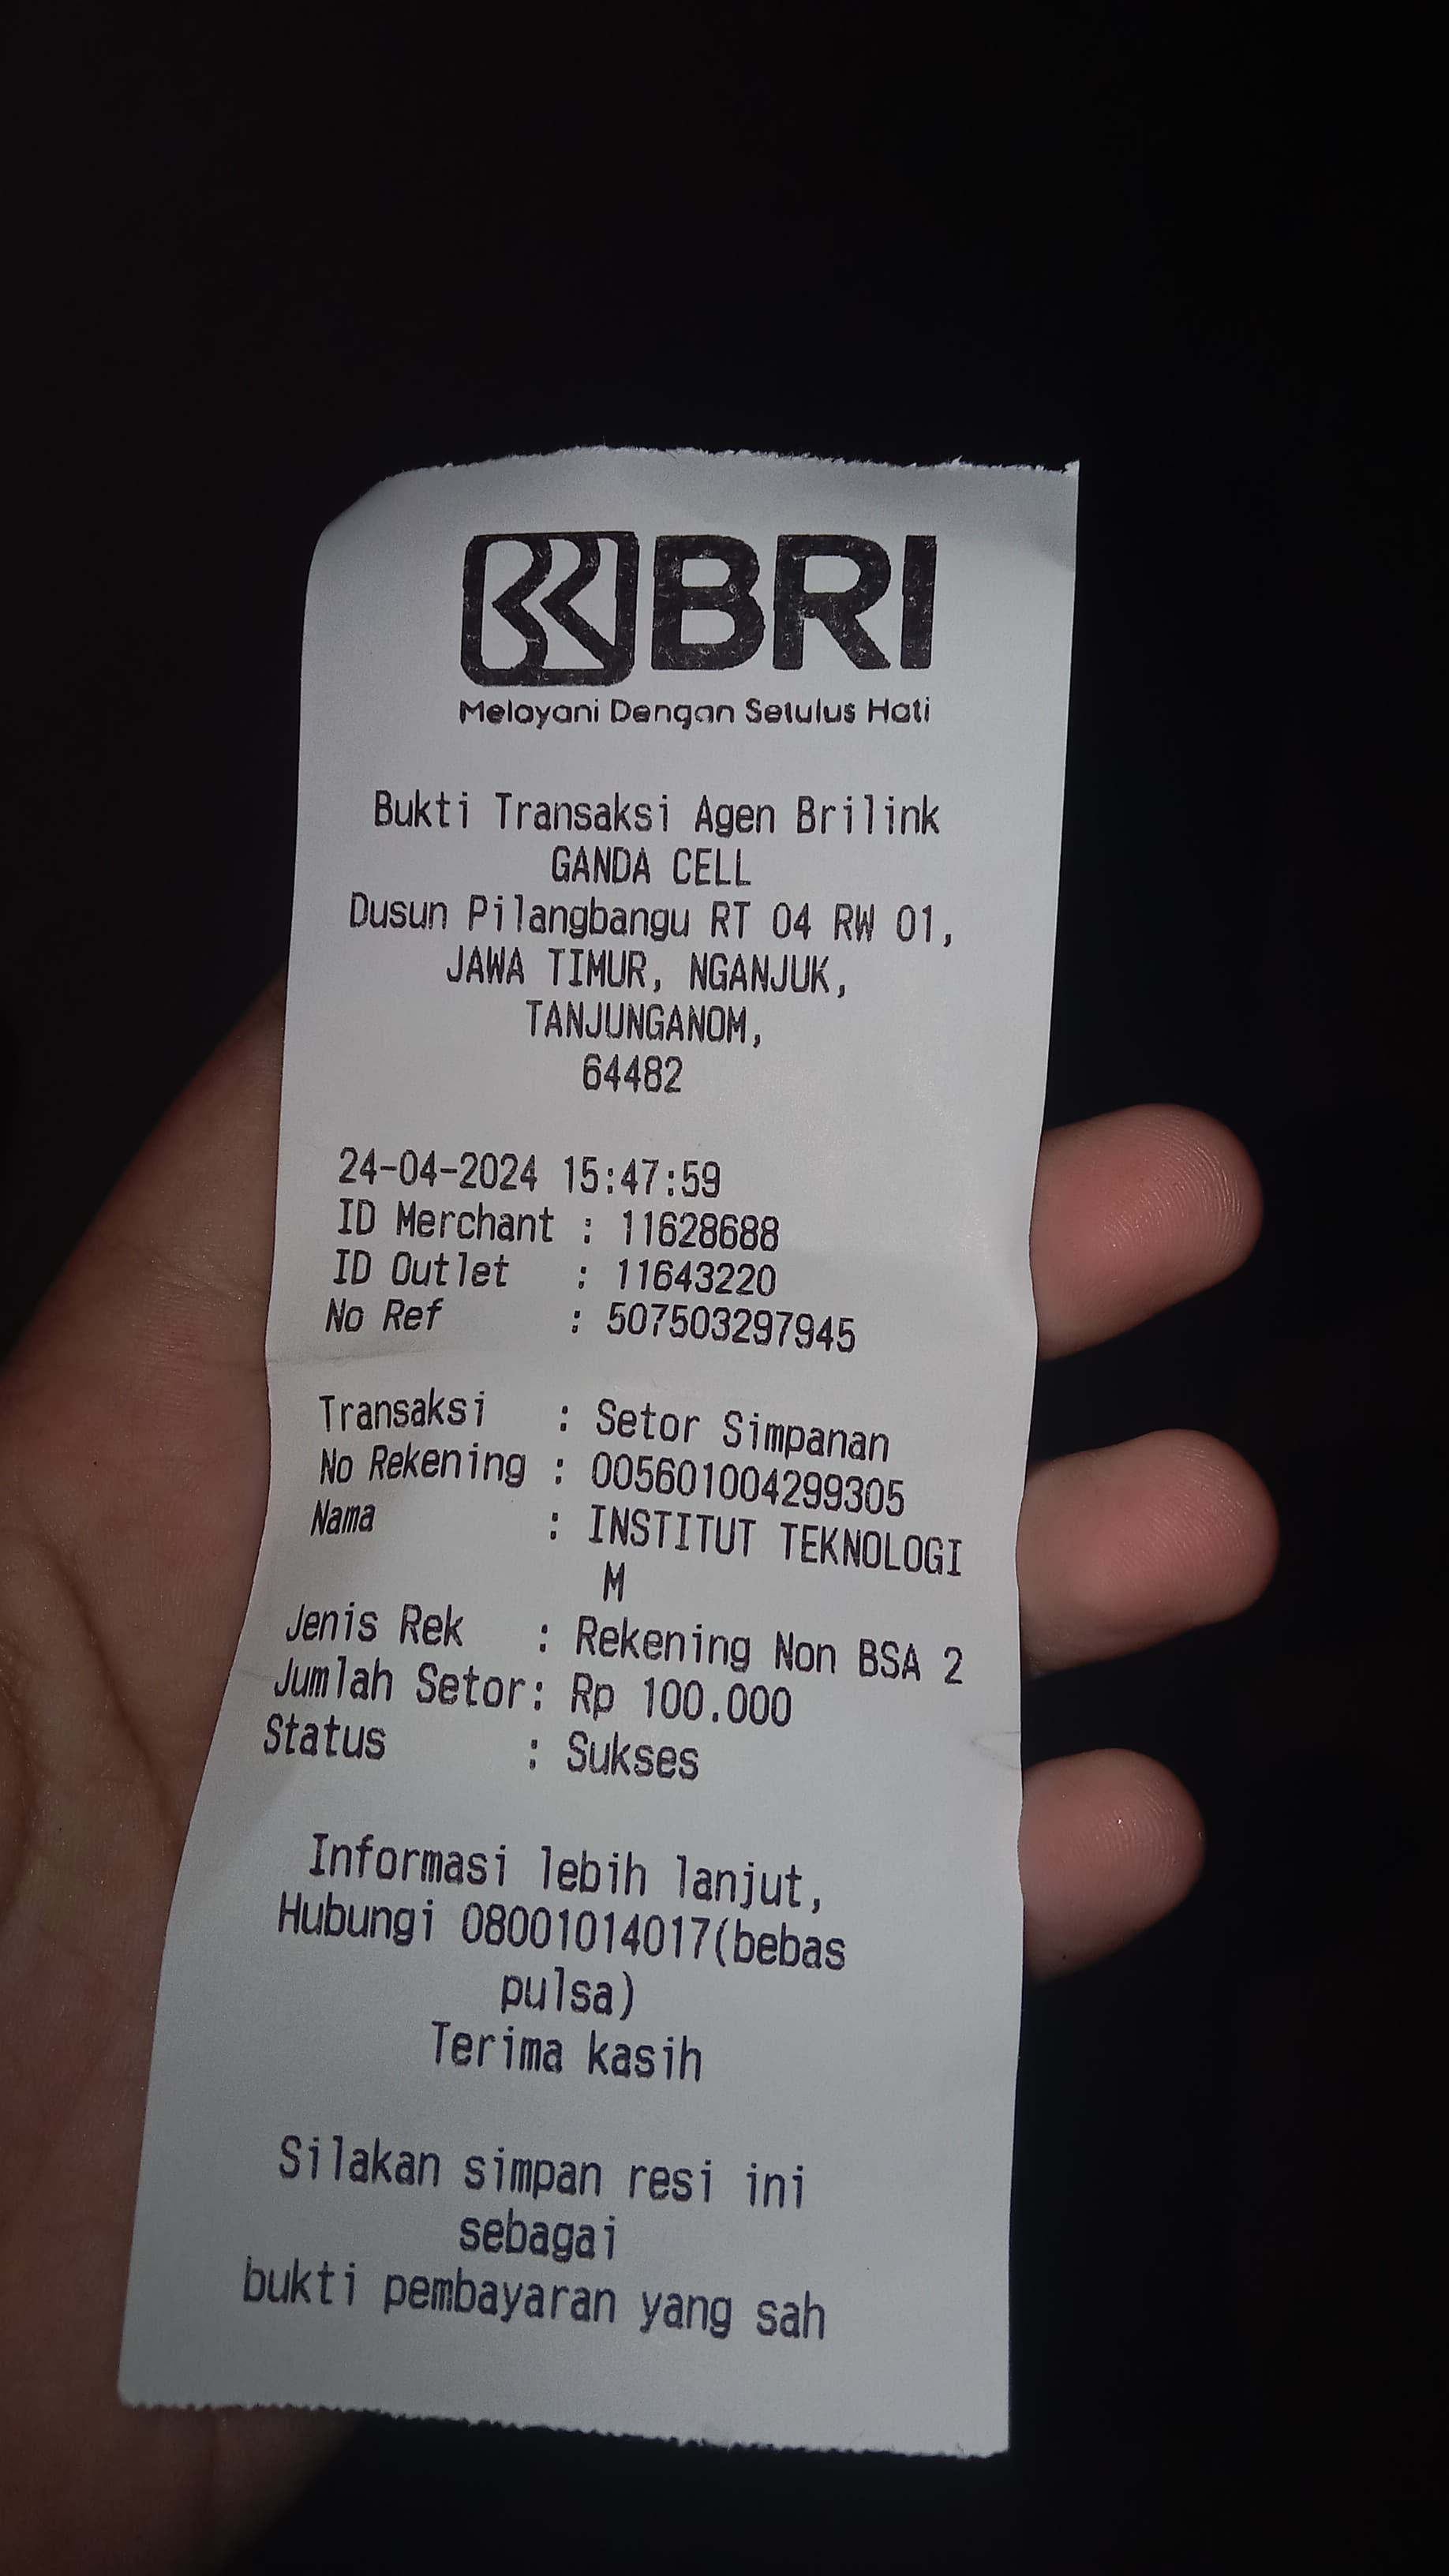 BRI
Melayani Dengan Setulus Hati
Bukti Transaksi Agen Brilink
GANDA CELL
Dusun Pilangbangu RT 04 RW 01,
JAWA TIMUR, NGANJUK,
TANJUNGANOM,
64482
24-04-2024 15:47:59
ID Merchant : 11628688
ID Outlet : 11643220
No Ref : 507503297945
Transaksi : Setor Simpanan
No Rekening : 005601004299305
Nama : INSTITUT TEKNOLOGI
M
Jenis Rek : Rekening Non BSA 2
Jumlah Setor: Rp 100.000
Status : Sukses
Informasi lebih lanjut,
Hubungi 08001014017(bebas
pulsa)
Terima kasih
Silakan simpan resi ini
sebagai
bukti pembayaran yang sah